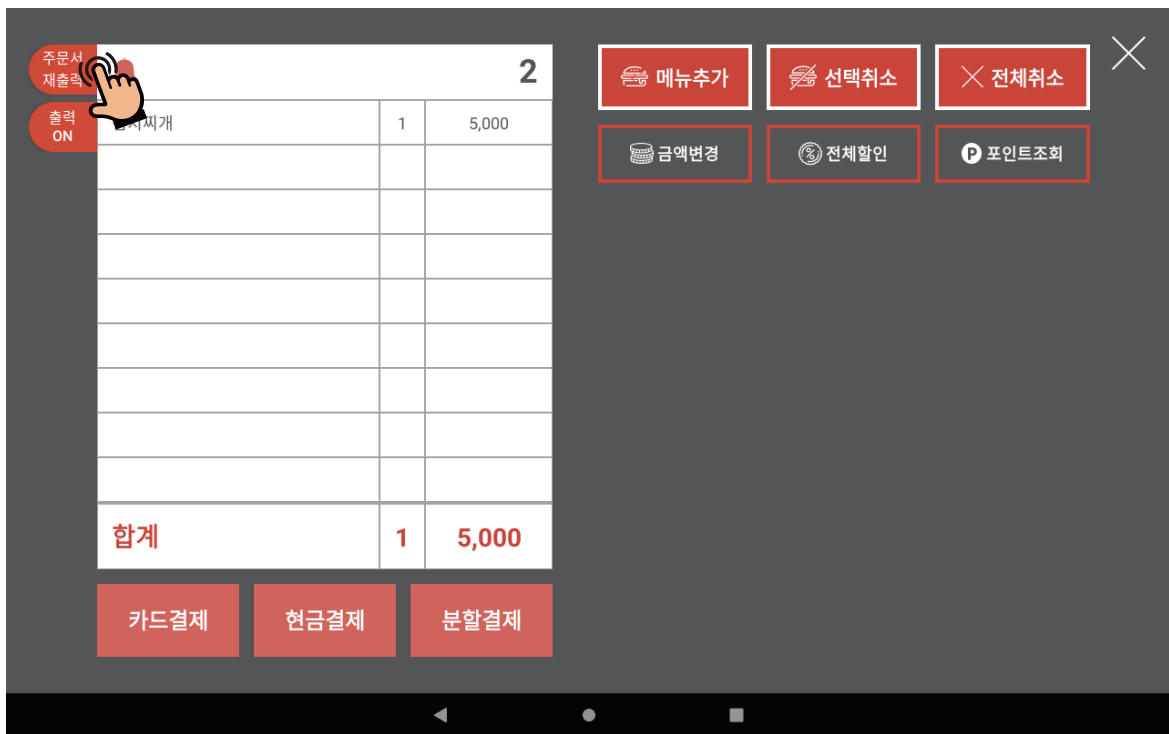 주문서
재출력
출력
ON
2
메뉴추가
선택취소
전체취소
금액변경
전체할인
P 포인트조회
1
5,000
합계
1
5,000
카드결제
현금결제
분할결제